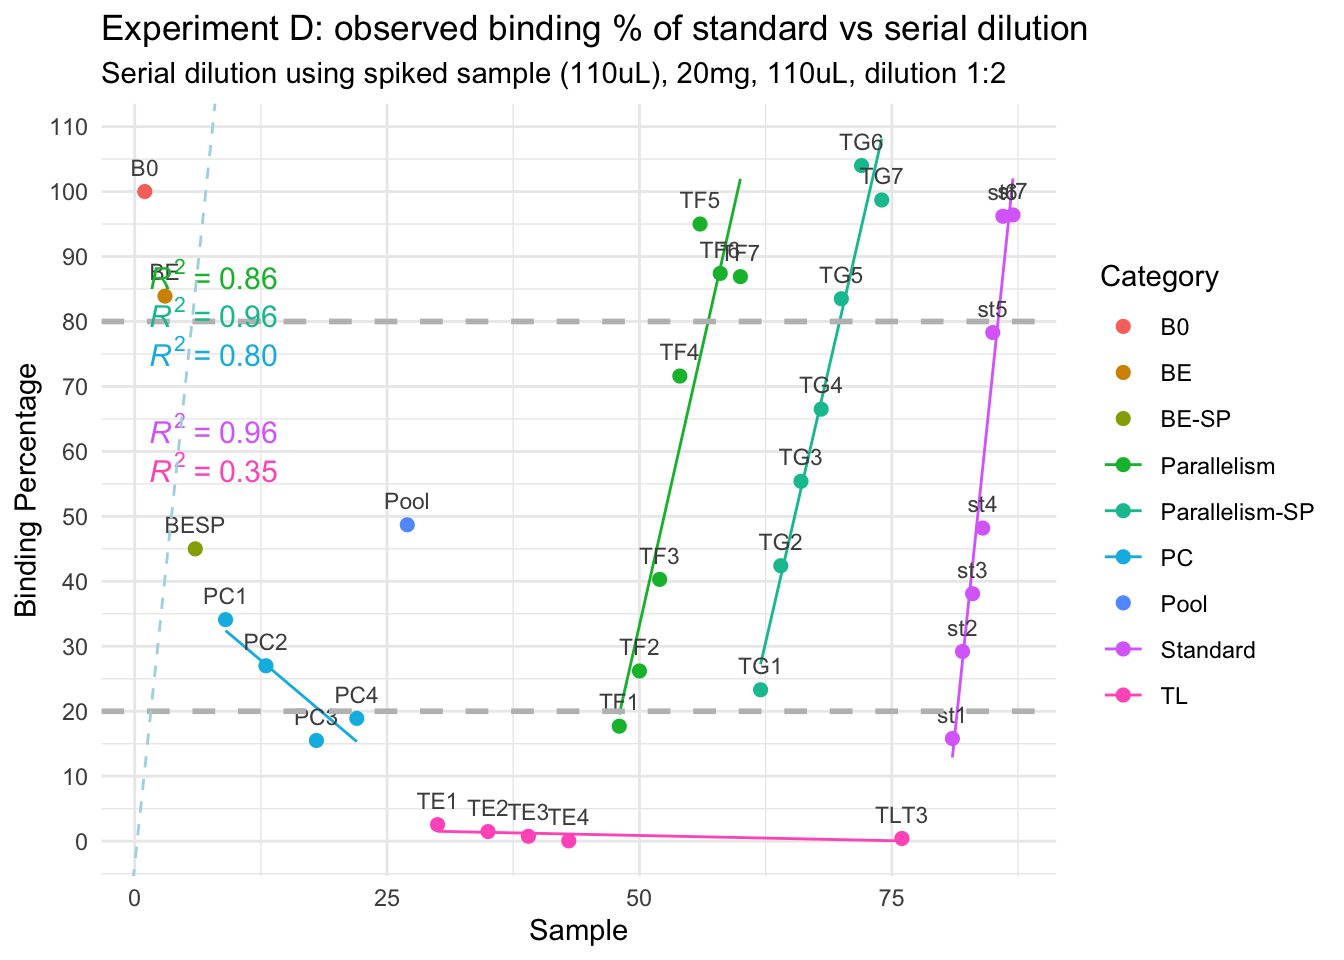 Experiment D: observed binding % of standard vs serial dilution
Serial dilution using spiked sample (110uL), 20mg, 110uL, dilution 1:2
Binding Percentage
110
100
90
80
70
60
50
40
30
20
10
0
B0
BE
R² = 0.86
R² = 0.96
R² = 0.80
R² = 0.96
R² = 0.35
BESP
PC1
PC2
PC3
PC4
Pool
TE1
TE2
TE3
TE4
TLT3
TF1
TF2
TF3
TF4
TF5
TF6
TF7
TG1
TG2
TG3
TG4
TG5
TG6
TG7
st1
st2
st3
st4
st5
st6
st7
0
25
50
75
Sample
Category
B0
BE
BE-SP
Parallelism
Parallelism-SP
PC
Pool
Standard
TL